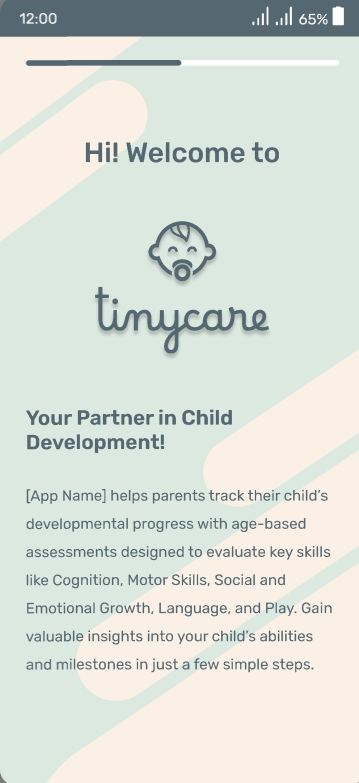 12:00
65%
Hi! Welcome to
tinycare
Your Partner in Child
Development!
[App Name] helps parents track their child's
developmental progress with age-based
assessments designed to evaluate key skills
like Cognition, Motor Skills, Social and
Emotional Growth, Language, and Play. Gain
valuable insights into your child's abilities
and milestones in just a few simple steps.